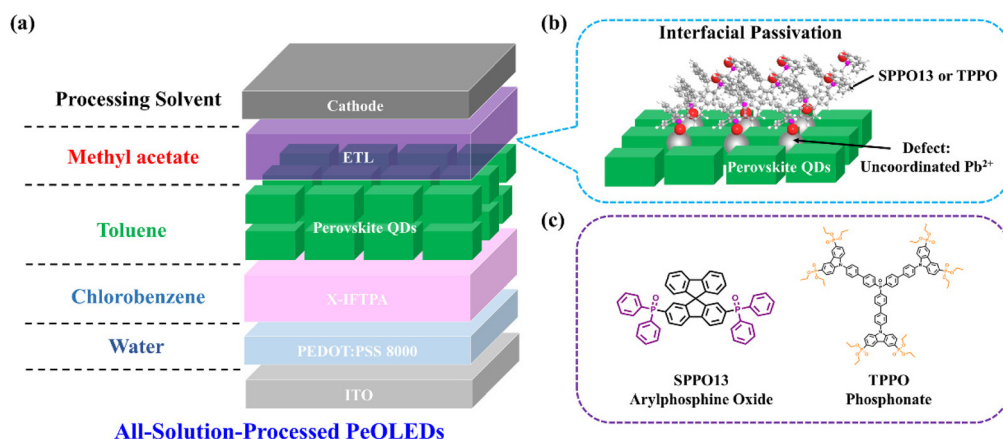 (a)
Processing Solvent
Methyl acetate
Toluene
Chlorobenzene
Water
Cathode
ETL
Perovskite QDs
X-IFTPA
PEDOT:PSS 8000
ITO
All-Solution-Processed PeOLEDs
(b)
Interfacial Passivation
SPPO13 or TPPO
Defect:
Uncoordinated Pb²⁺
Perovskite QDs
(c)
SPPO13
Arylphosphine Oxide
TPPO
Phosphonate